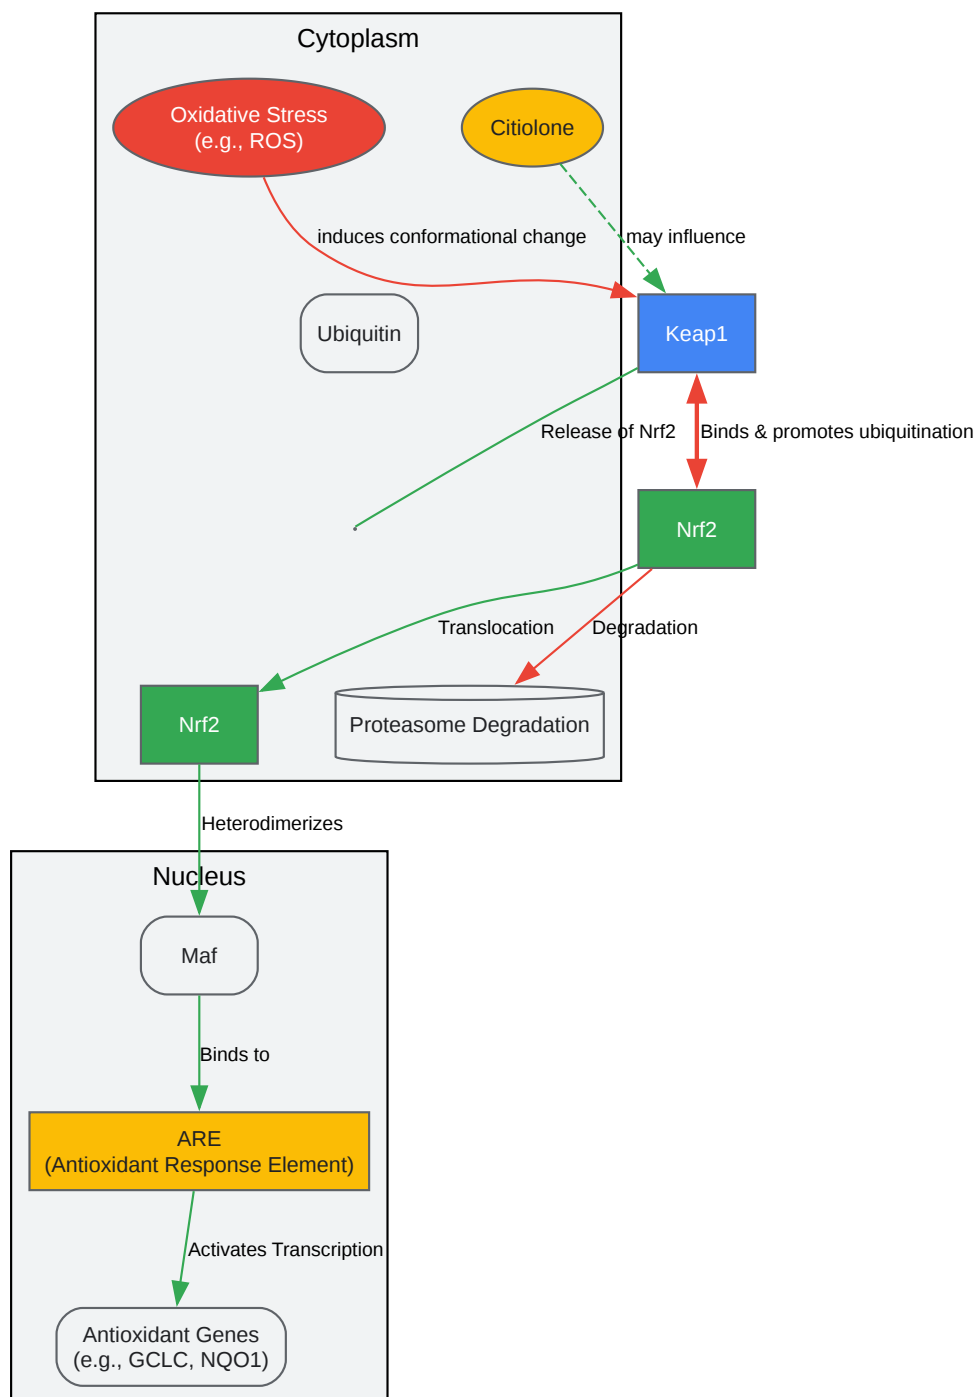 Cytoplasm
Oxidative Stress
(e.g., ROS)
Citiolone
induces conformational change
may influence
Ubiquitin
Keap1
Release of Nrf2
Binds & promotes ubiquitination
Nrf2
Translocation
Degradation
Nrf2
Proteasome Degradation
Heterodimerizes
Nucleus
Maf
Binds to
ARE
(Antioxidant Response Element)
Activates Transcription
Antioxidant Genes
(e.g., GCLC, NQO1)